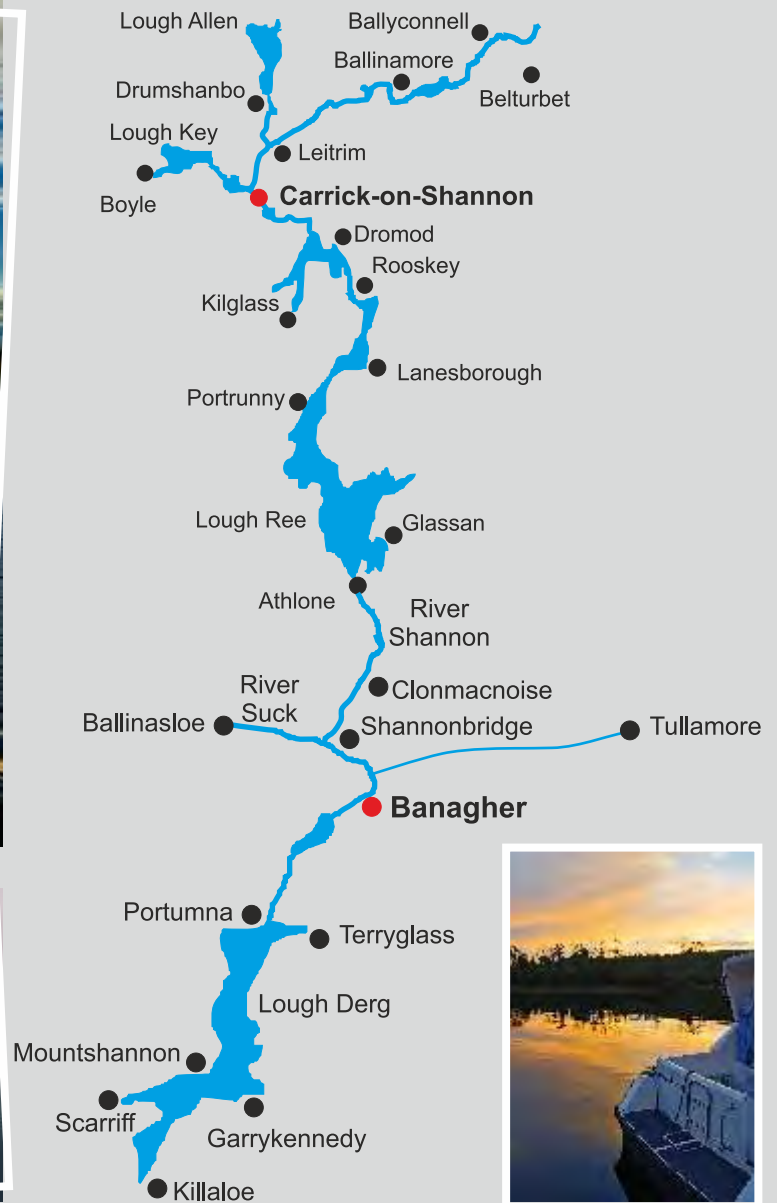 Lough Allen
Ballyconnell
Ballinamore
Drumshanbo
Belturbet
Lough Key
Leitrim
Boyle
Carrick-on-Shannon
Dromod
Rooskey
Kilglass
Lanesborough
Portrunny
Lough Ree
Glassan
Athlone
River
Shannon
River
Suck
Clonmacnoise
Ballinasloe
Shannonbridge
Tullamore
Banagher
Portumna
Terryglass
Lough Derg
Mountshannon
Scarriff
Garrykennedy
Killaloe